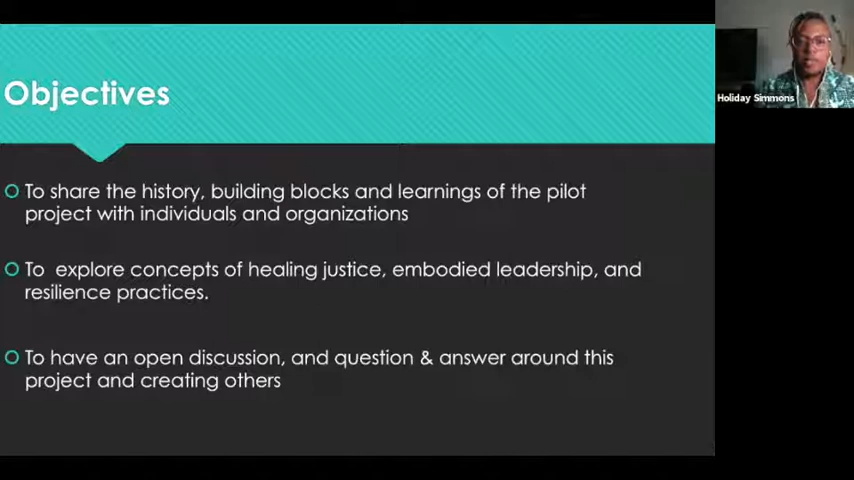 Objectives
To share the history, building blocks and learnings of the pilot
project with individuals and organizations
To  explore concepts of healing justice, embodied leadership, and
resilience practices.
To have an open discussion, and question & answer around this
project and creating others
Holiday Simmons